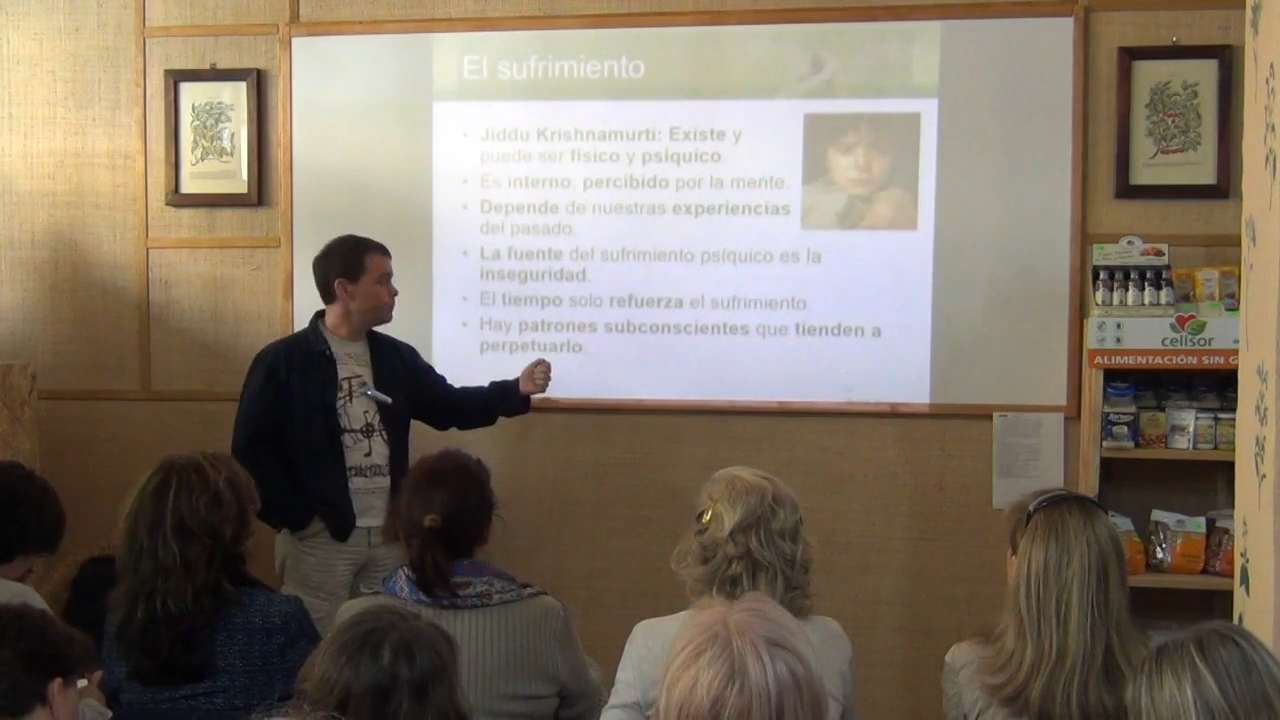 El sufrimiento
• Jiddu Krishnamurti: Existe y
puede ser físico y psíquico.
• Es interno, percibido por la mente.
• Depende de nuestras experiencias
del pasado.
• La fuente del sufrimiento psíquico es la
inseguridad.
• El tiempo solo refuerza el sufrimiento.
• Hay patrones subconscientes que tienden a
perpetuarlo.
celisor
ALIMENTACIÓN SIN G